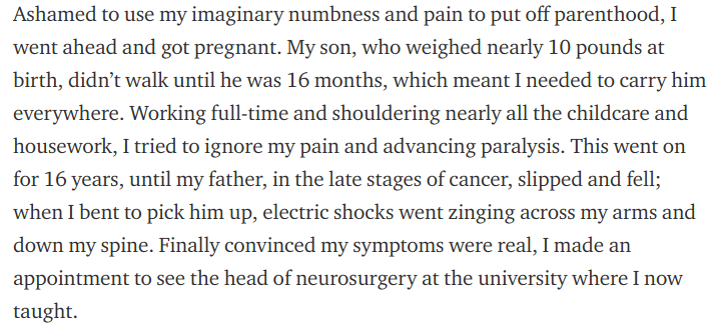 Ashamed to use my imaginary numbness and pain to put off parenthood, I
went ahead and got pregnant. My son, who weighed nearly 10 pounds at
birth, didn’t walk until he was 16 months, which meant I needed to carry him
everywhere. Working full-time and shouldering nearly all the childcare and
housework, I tried to ignore my pain and advancing paralysis. This went on
for 16 years, until my father, in the late stages of cancer, slipped and fell;
when I bent to pick him up, electric shocks went zinging across my arms and
down my spine. Finally convinced my symptoms were real, I made an
appointment to see the head of neurosurgery at the university where I now
taught.